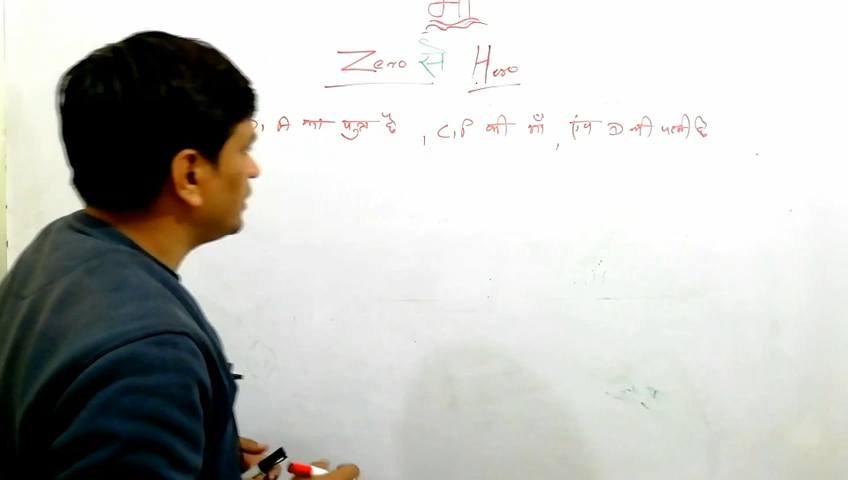 माँ
Zero से Hero
, A का पुत्र है , C, P की माँ , एवं D की पत्नी है